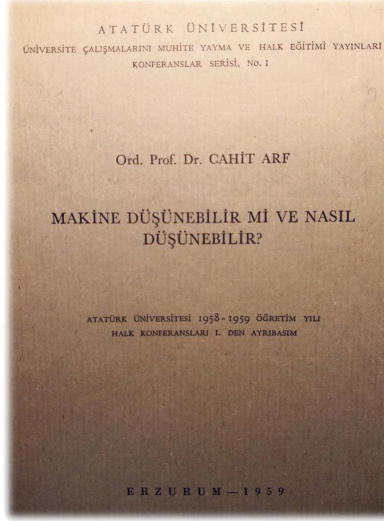 ATATÜRK ÜNİVERSİTESİ
ÜNİVERSİTE ÇALIŞMALARINI MUHİTE YAYMA VE HALK EĞİTİMİ YAYINLARI
KONFERANSLAR SERİSİ, No. I
Ord. Prof. Dr. CAHİT ARF
MAKİNE DÜŞÜNEBİLİR Mİ VE NASIL
DÜŞÜNEBİLİR?
ATATÜRK ÜNİVERSİTESİ 1958-1959 ÖĞRETİM YILI
HALK KONFERANSLARI I. DEN AYRIBASIM
ERZURUM — 1959